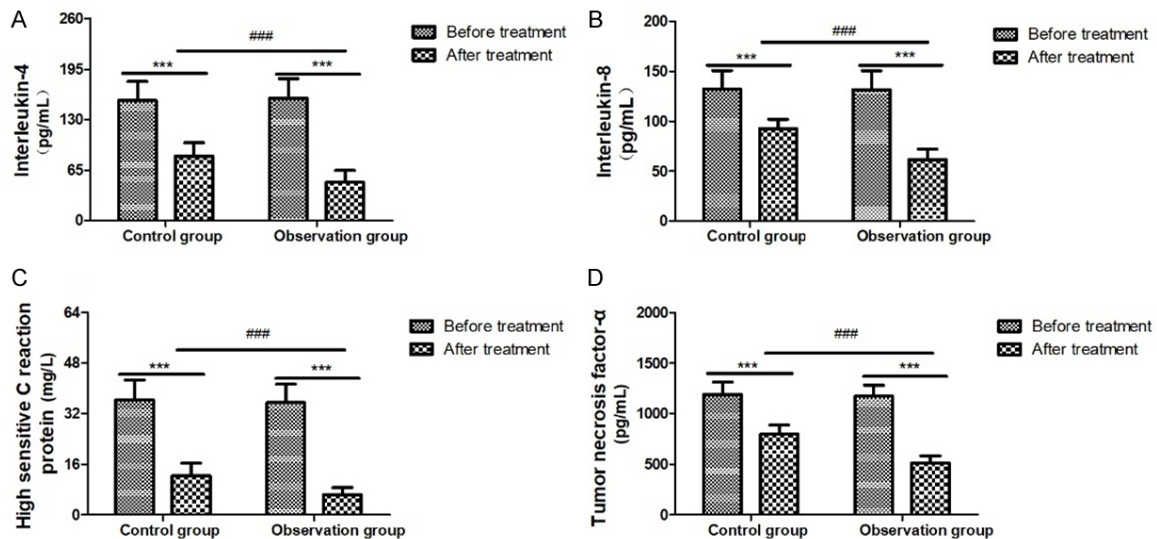 A
Interleukin-4
(pg/mL)
260
195
130
65
0
***
###
***
Before treatment
After treatment
Control group
Observation group
B
Interleukin-8
(pg/mL)
200
150
100
50
0
***
###
***
Before treatment
After treatment
Control group
Observation group
C
High sensitive C reaction
protein (mg/L)
64
48
32
16
0
***
###
***
Before treatment
After treatment
Control group
Observation group
D
Tumor necrosis factor-α
(pg/mL)
2000
1500
1000
500
0
***
###
***
Before treatment
After treatment
Control group
Observation group